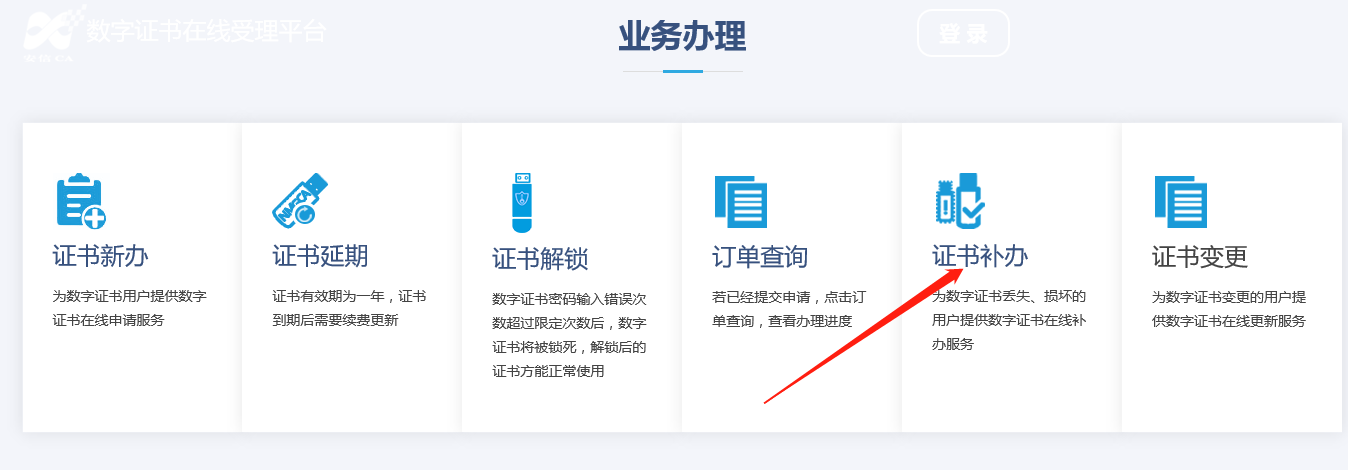 数字证书在线受理平台
业务办理
登 录
证书新办
为数字证书用户提供数字
证书在线申请服务
证书延期
证书有效期为一年，证书
到期后需要续费更新
证书解锁
数字证书密码输入错误次
数超过限定次数后，数字
证书将被锁死，解锁后的
证书方能正常使用
订单查询
若已经提交申请，点击订
单查询，查看办理进度
证书补办
为数字证书丢失、损坏的
用户提供数字证书在线补
办服务
证书变更
为数字证书变更的用户提
供数字证书在线更新服务